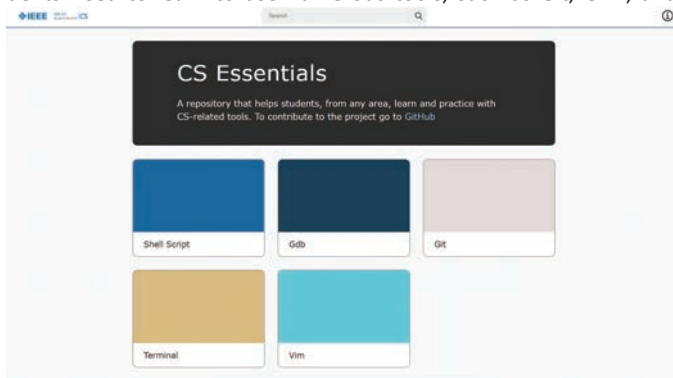 IEEE CS
Search
CS Essentials
A repository that helps students, from any area, learn and practice with
CS-related tools. To contribute to the project go to GitHub
Shell Script
Gdb
Git
Terminal
Vim